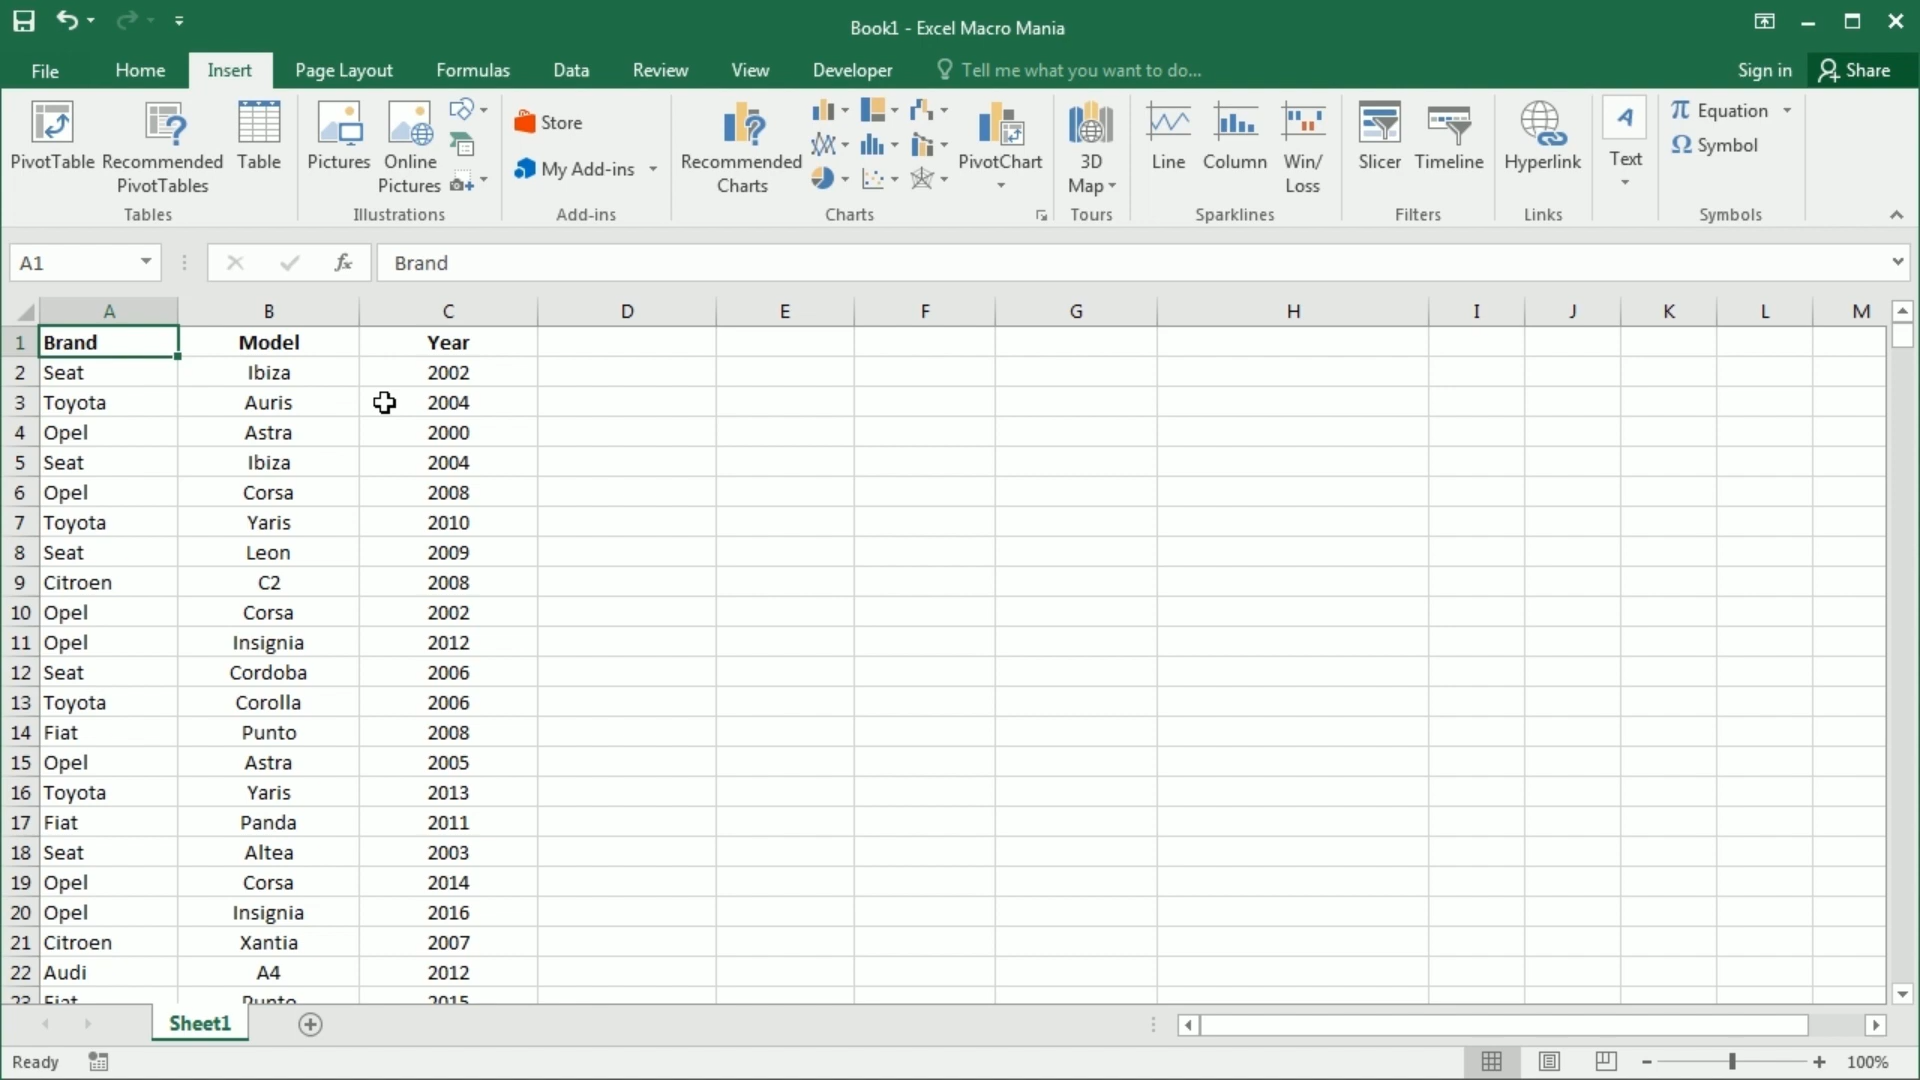 Book1 - Excel Macro Mania
File Home Insert Page Layout Formulas Data Review View Developer Tell me what you want to do... Sign in Share
PivotTable Recommended PivotTables Table Pictures Online Pictures Store My Add-ins Recommended Charts PivotChart 3D Map Line Column Win/Loss Slicer Timeline Hyperlink Text Equation Symbol
Tables Illustrations Add-ins Charts Tours Sparklines Filters Links Symbols
A1 fx Brand
A B C D E F G H I J K L M
1 Brand Model Year
2 Seat Ibiza 2002
3 Toyota Auris 2004
4 Opel Astra 2000
5 Seat Ibiza 2004
6 Opel Corsa 2008
7 Toyota Yaris 2010
8 Seat Leon 2009
9 Citroen C2 2008
10 Opel Corsa 2002
11 Opel Insignia 2012
12 Seat Cordoba 2006
13 Toyota Corolla 2006
14 Fiat Punto 2008
15 Opel Astra 2005
16 Toyota Yaris 2013
17 Fiat Panda 2011
18 Seat Altea 2003
19 Opel Corsa 2014
20 Opel Insignia 2016
21 Citroen Xantia 2007
22 Audi A4 2012
23 Fiat Punto 2015
Sheet1
Ready 100%